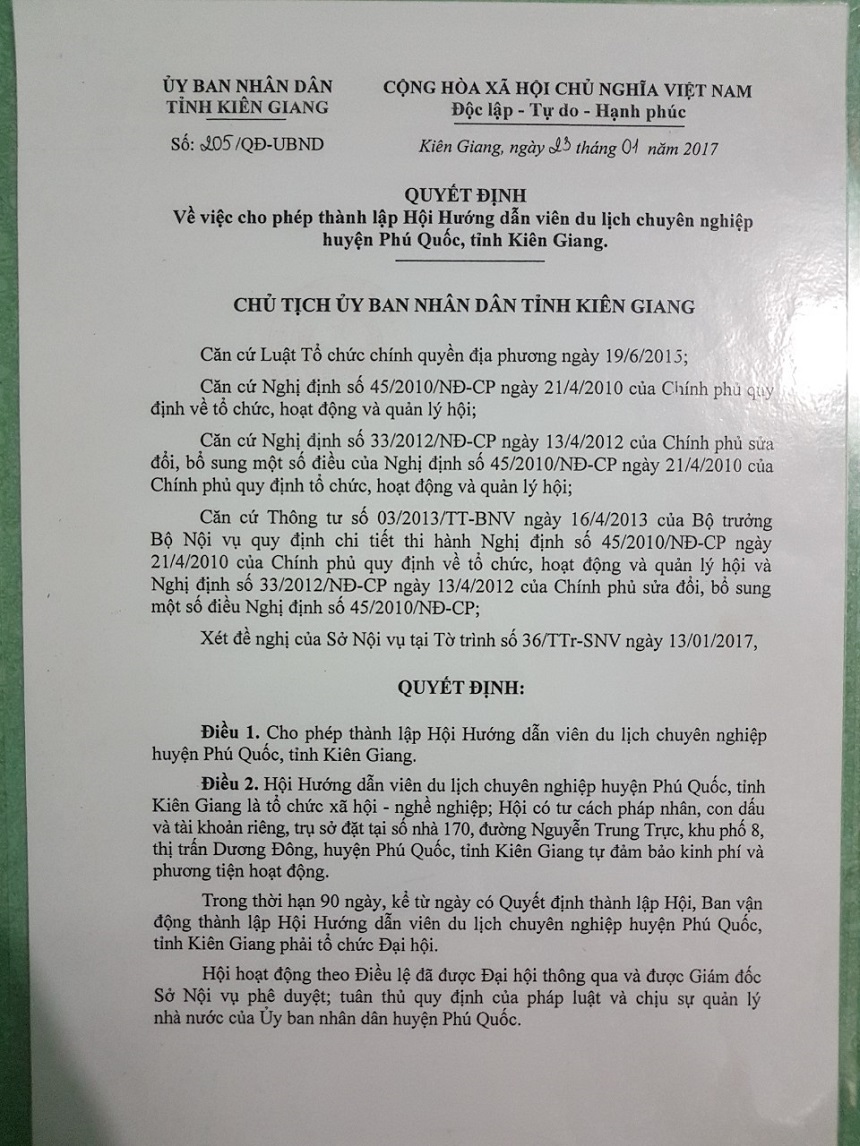 ỦY BAN NHÂN DÂN
TỈNH KIÊN GIANG
CỘNG HÒA XÃ HỘI CHỦ NGHĨA VIỆT NAM
Độc lập - Tự do - Hạnh phúc
Số: 205/QĐ-UBND
Kiên Giang, ngày 23 tháng 01 năm 2017
QUYẾT ĐỊNH
Về việc cho phép thành lập Hội Hướng dẫn viên du lịch chuyên nghiệp
huyện Phú Quốc, tỉnh Kiên Giang.
CHỦ TỊCH ỦY BAN NHÂN DÂN TỈNH KIÊN GIANG
Căn cứ Luật Tổ chức chính quyền địa phương ngày 19/6/2015;
Căn cứ Nghị định số 45/2010/NĐ-CP ngày 21/4/2010 của Chính phủ quy
định về tổ chức, hoạt động và quản lý hội;
Căn cứ Nghị định số 33/2012/NĐ-CP ngày 13/4/2012 của Chính phủ sửa
đổi, bổ sung một số điều của Nghị định số 45/2010/NĐ-CP ngày 21/4/2010 của
Chính phủ quy định tổ chức, hoạt động và quản lý hội;
Căn cứ Thông tư số 03/2013/TT-BNV ngày 16/4/2013 của Bộ trưởng
Bộ Nội vụ quy định chi tiết thi hành Nghị định số 45/2010/NĐ-CP ngày
21/4/2010 của Chính phủ quy định về tổ chức, hoạt động và quản lý hội và
Nghị định số 33/2012/NĐ-CP ngày 13/4/2012 của Chính phủ sửa đổi, bổ sung
một số điều Nghị định số 45/2010/NĐ-CP;
Xét đề nghị của Sở Nội vụ tại Tờ trình số 36/TTr-SNV ngày 13/01/2017,
QUYẾT ĐỊNH:
Điều 1. Cho phép thành lập Hội Hướng dẫn viên du lịch chuyên nghiệp
huyện Phú Quốc, tỉnh Kiên Giang.
Điều 2. Hội Hướng dẫn viên du lịch chuyên nghiệp huyện Phú Quốc, tỉnh
Kiên Giang là tổ chức xã hội - nghề nghiệp; Hội có tư cách pháp nhân, con dấu
và tài khoản riêng, trụ sở đặt tại số nhà 170, đường Nguyễn Trung Trực, khu phố 8,
thị trấn Dương Đông, huyện Phú Quốc, tỉnh Kiên Giang tự đảm bảo kinh phí và
phương tiện hoạt động.
Trong thời hạn 90 ngày, kể từ ngày có Quyết định thành lập Hội, Ban vận
động thành lập Hội Hướng dẫn viên du lịch chuyên nghiệp huyện Phú Quốc,
tỉnh Kiên Giang phải tổ chức Đại hội.
Hội hoạt động theo Điều lệ đã được Đại hội thông qua và được Giám đốc
Sở Nội vụ phê duyệt; tuân thủ quy định của pháp luật và chịu sự quản lý
nhà nước của Ủy ban nhân dân huyện Phú Quốc.